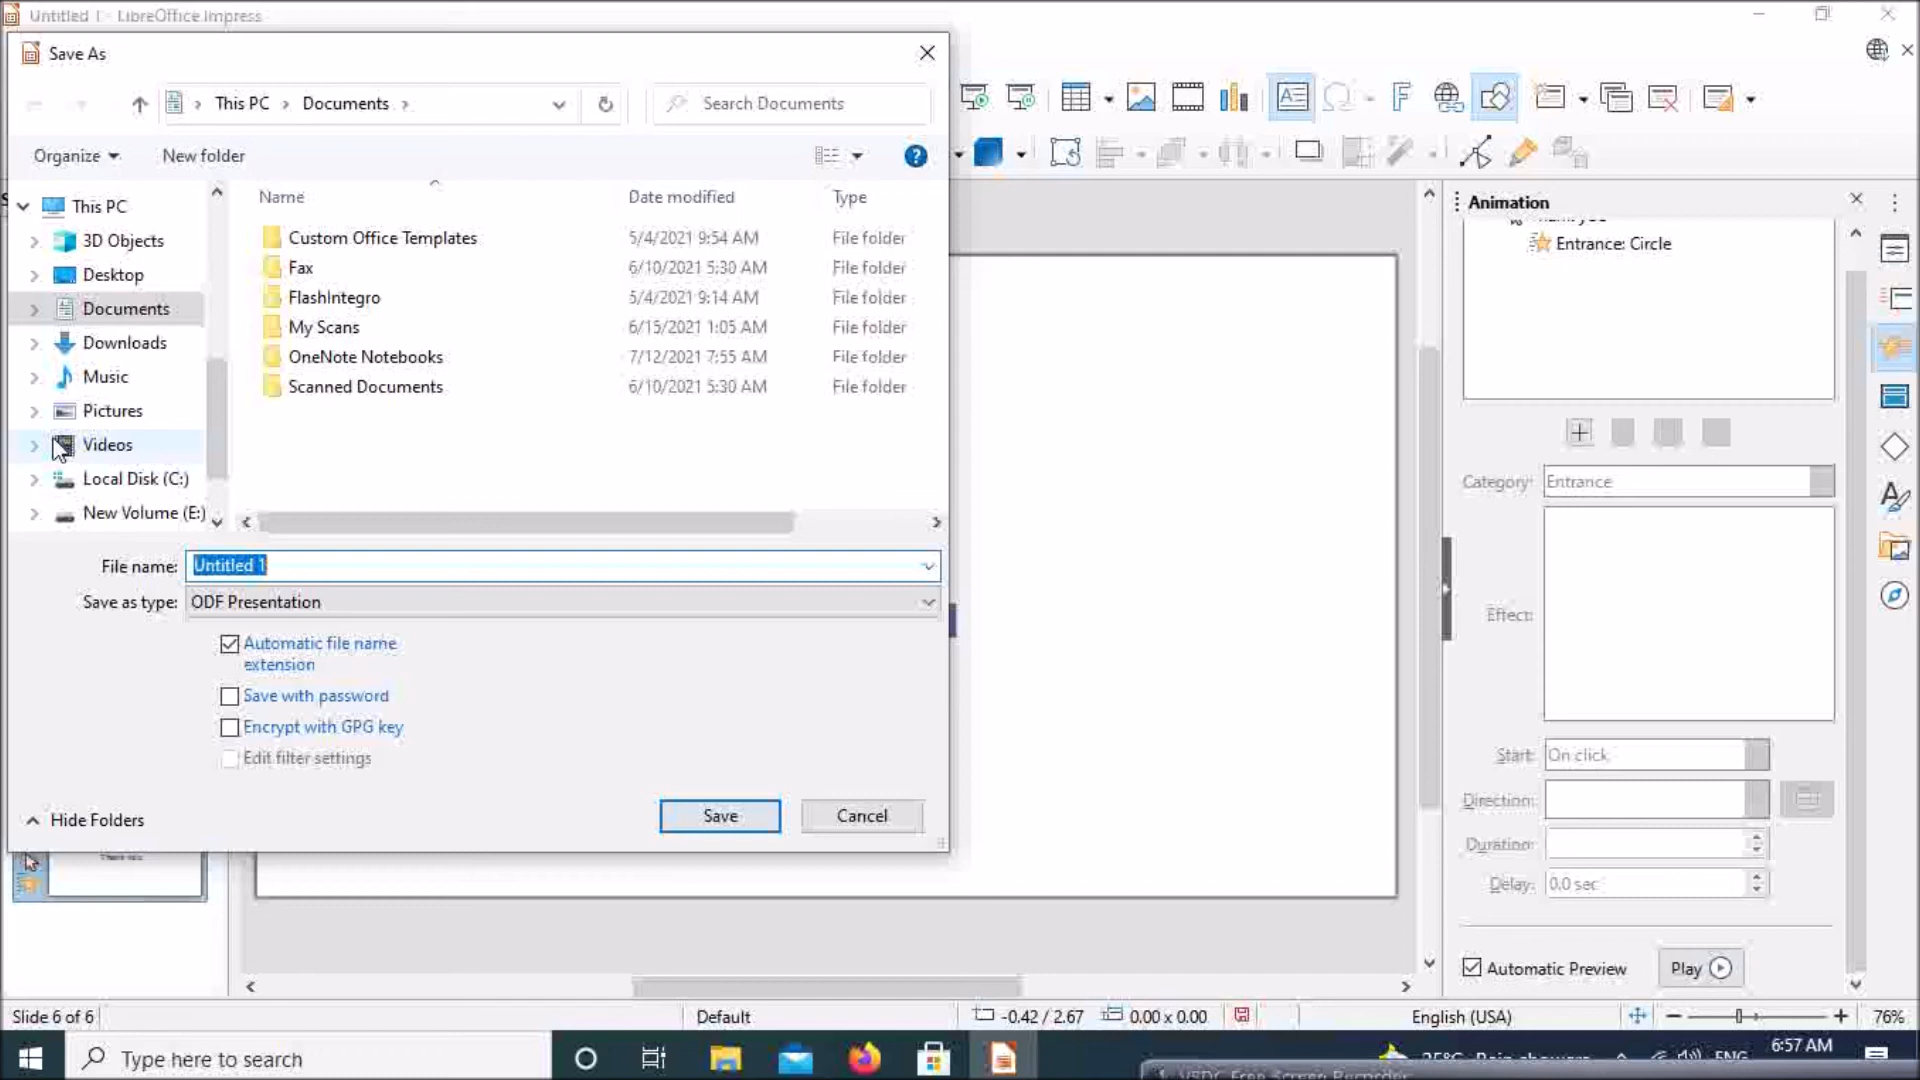 Untitled 1 - LibreOffice Impress
Save As
This PC
Documents
Search Documents
Organize
New folder
Name
Date modified
Type
This PC
3D Objects
Desktop
Documents
Downloads
Music
Pictures
Videos
Local Disk (C:)
New Volume (E:)
Custom Office Templates 5/4/2021 9:54 AM File folder
Fax 6/10/2021 5:30 AM File folder
FlashIntegro 5/4/2021 9:14 AM File folder
My Scans 6/15/2021 1:05 AM File folder
OneNote Notebooks 7/12/2021 7:55 AM File folder
Scanned Documents 6/10/2021 5:30 AM File folder
File name: Untitled 1
Save as type: ODF Presentation
Automatic file name
extension
Save with password
Encrypt with GPG key
Edit filter settings
Hide Folders
Save
Cancel
Animation
Entrance: Circle
Category: Entrance
Effect:
Start: On click
Direction:
Duration:
Delay: 0.0 sec
Automatic Preview
Play
Slide 6 of 6
Default
-0.42 / 2.67
0.00 x 0.00
English (USA)
76%
Type here to search
ENG
6:57 AM
VSDC Free Screen Recorder